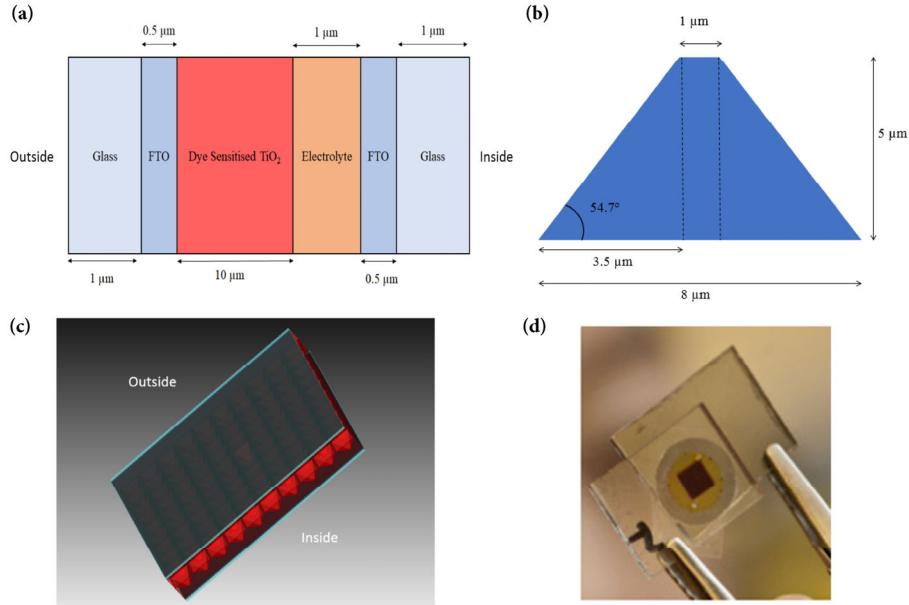 (a)
0.5 µm
1 µm
1 µm
Outside
Glass
FTO
Dye Sensitised TiO₂
Electrolyte
FTO
Glass
Inside
1 µm
10 µm
0.5 µm
(b)
1 µm
5 µm
54.7°
3.5 µm
8 µm
(c)
Outside
Inside
(d)